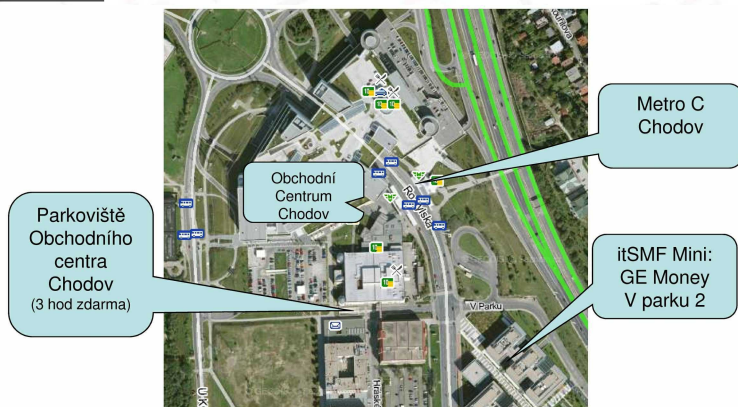 Metro C
Chodov
Obchodní
Centrum
Chodov
Parkoviště
Obchodního
centra
Chodov
(3 hod zdarma)
itSMF Mini:
GE Money
V parku 2
V Parku